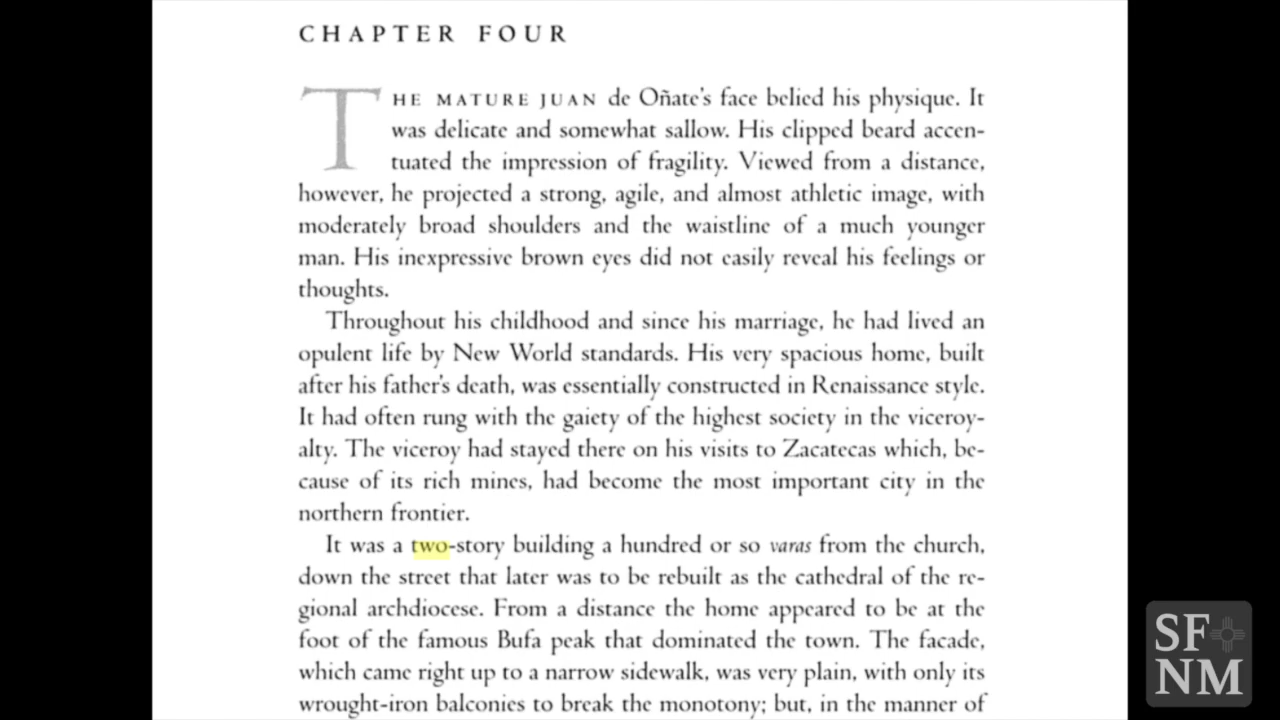 CHAPTER FOUR
THE MATURE JUAN de Oñate's face belied his physique. It
was delicate and somewhat sallow. His clipped beard accen-
tuated the impression of fragility. Viewed from a distance,
however, he projected a strong, agile, and almost athletic image, with
moderately broad shoulders and the waistline of a much younger
man. His inexpressive brown eyes did not easily reveal his feelings or
thoughts.
Throughout his childhood and since his marriage, he had lived an
opulent life by New World standards. His very spacious home, built
after his father's death, was essentially constructed in Renaissance style.
It had often rung with the gaiety of the highest society in the viceroy-
alty. The viceroy had stayed there on his visits to Zacatecas which, be-
cause of its rich mines, had become the most important city in the
northern frontier.
It was a two-story building a hundred or so varas from the church,
down the street that later was to be rebuilt as the cathedral of the re-
gional archdiocese. From a distance the home appeared to be at the
foot of the famous Bufa peak that dominated the town. The facade,
which came right up to a narrow sidewalk, was very plain, with only its
wrought-iron balconies to break the monotony; but, in the manner of
SF
NM